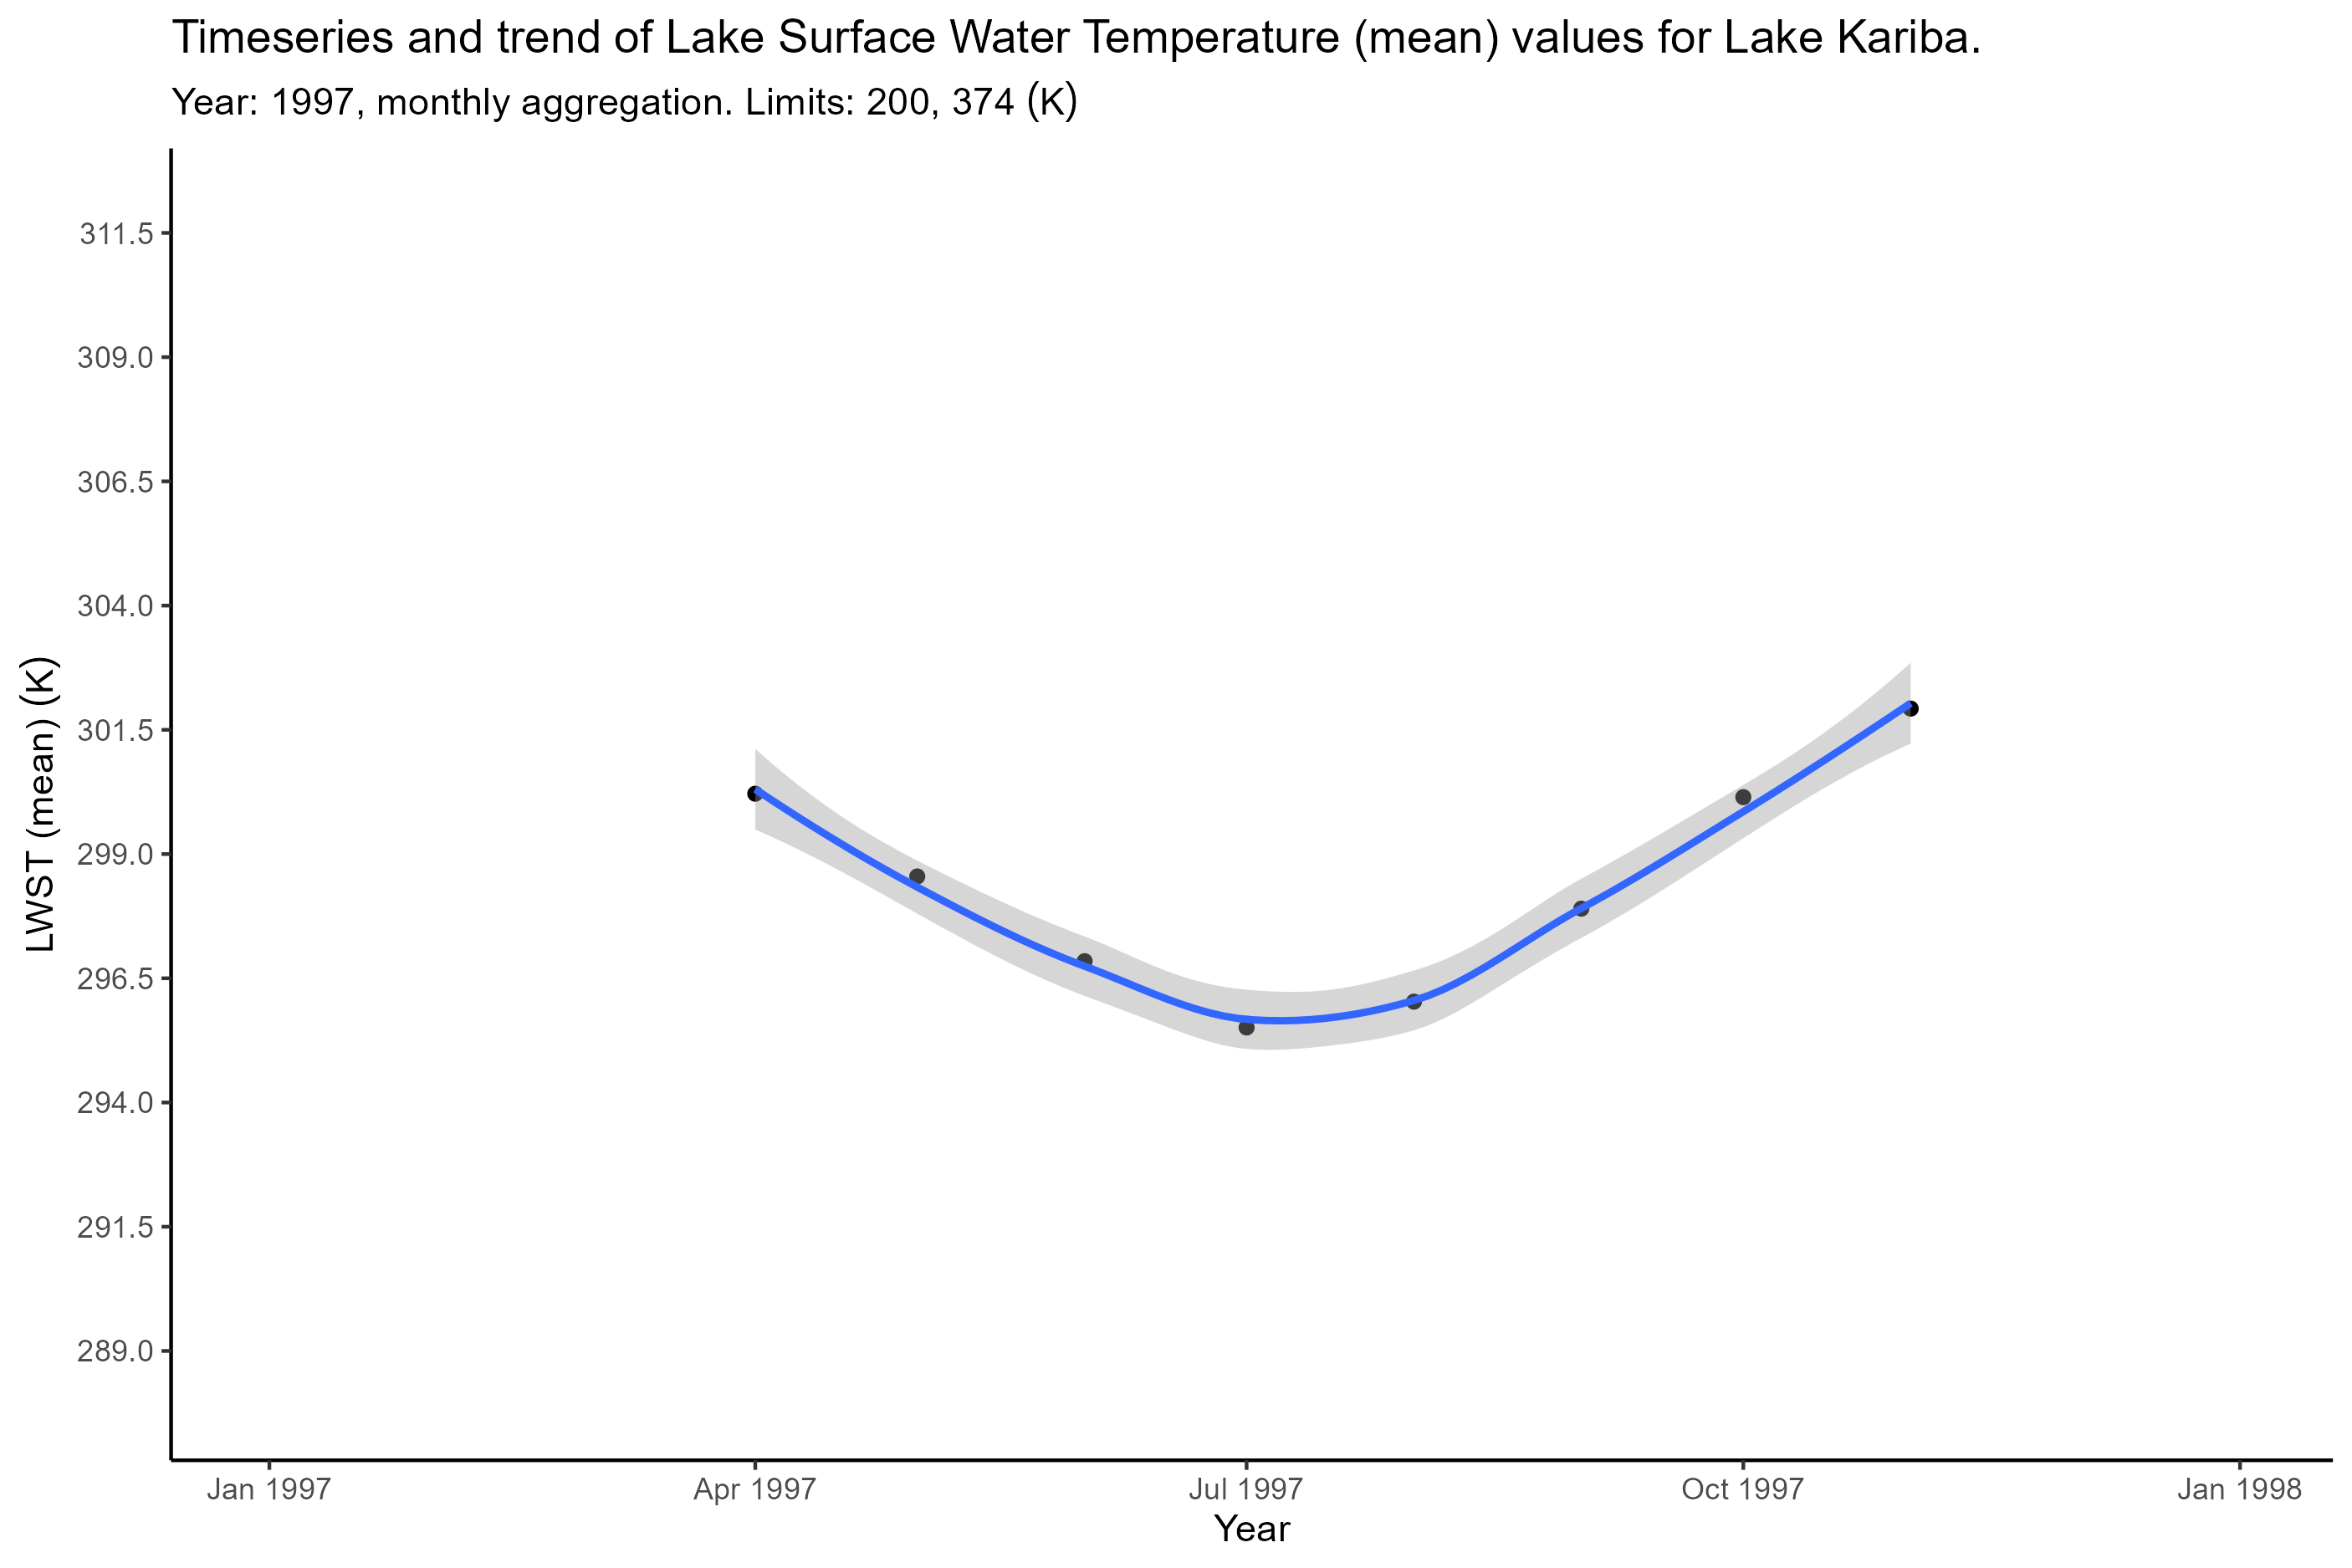 Timeseries and trend of Lake Surface Water Temperature (mean) values for Lake Kariba.
Year: 1997, monthly aggregation. Limits: 200, 374 (K)
311.5
309.0
306.5
304.0
301.5
299.0
296.5
294.0
291.5
289.0
LWST (mean) (K)
Jan 1997 Apr 1997 Jul 1997 Oct 1997 Jan 1998
Year